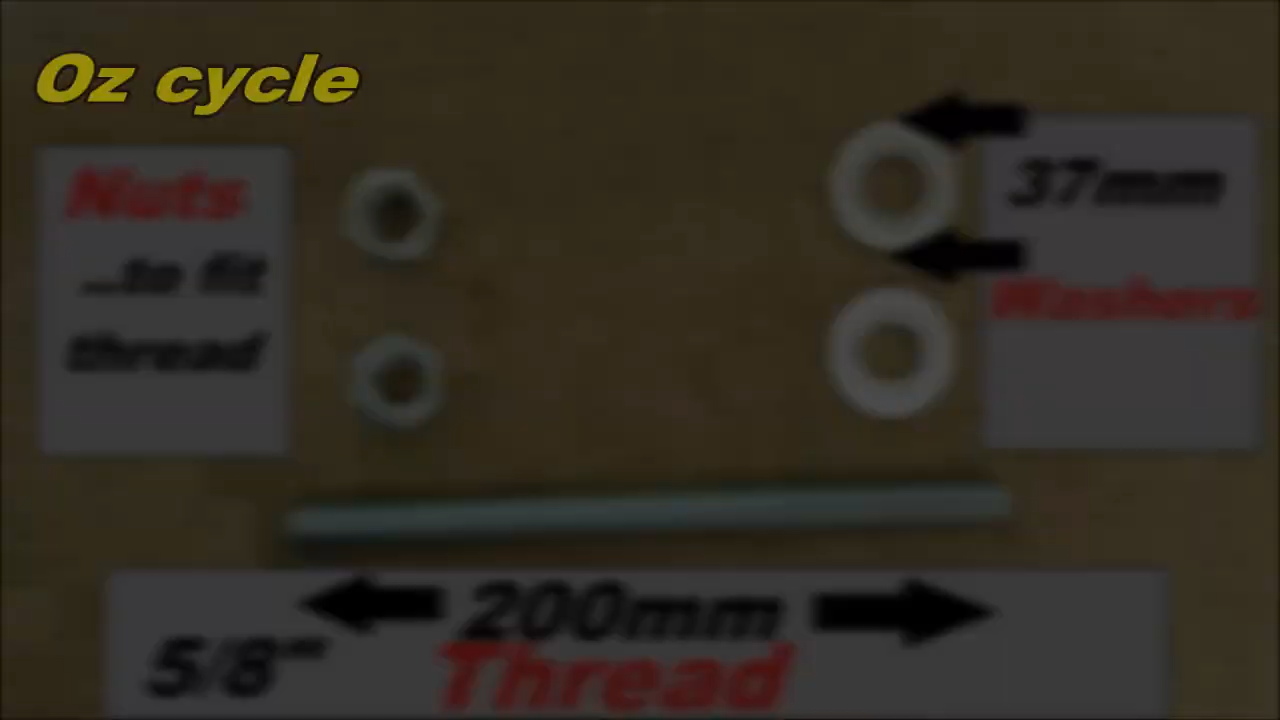 Oz cycle
Nuts
...to fit
thread
37mm
Washers
200mm
5/8"
Thread